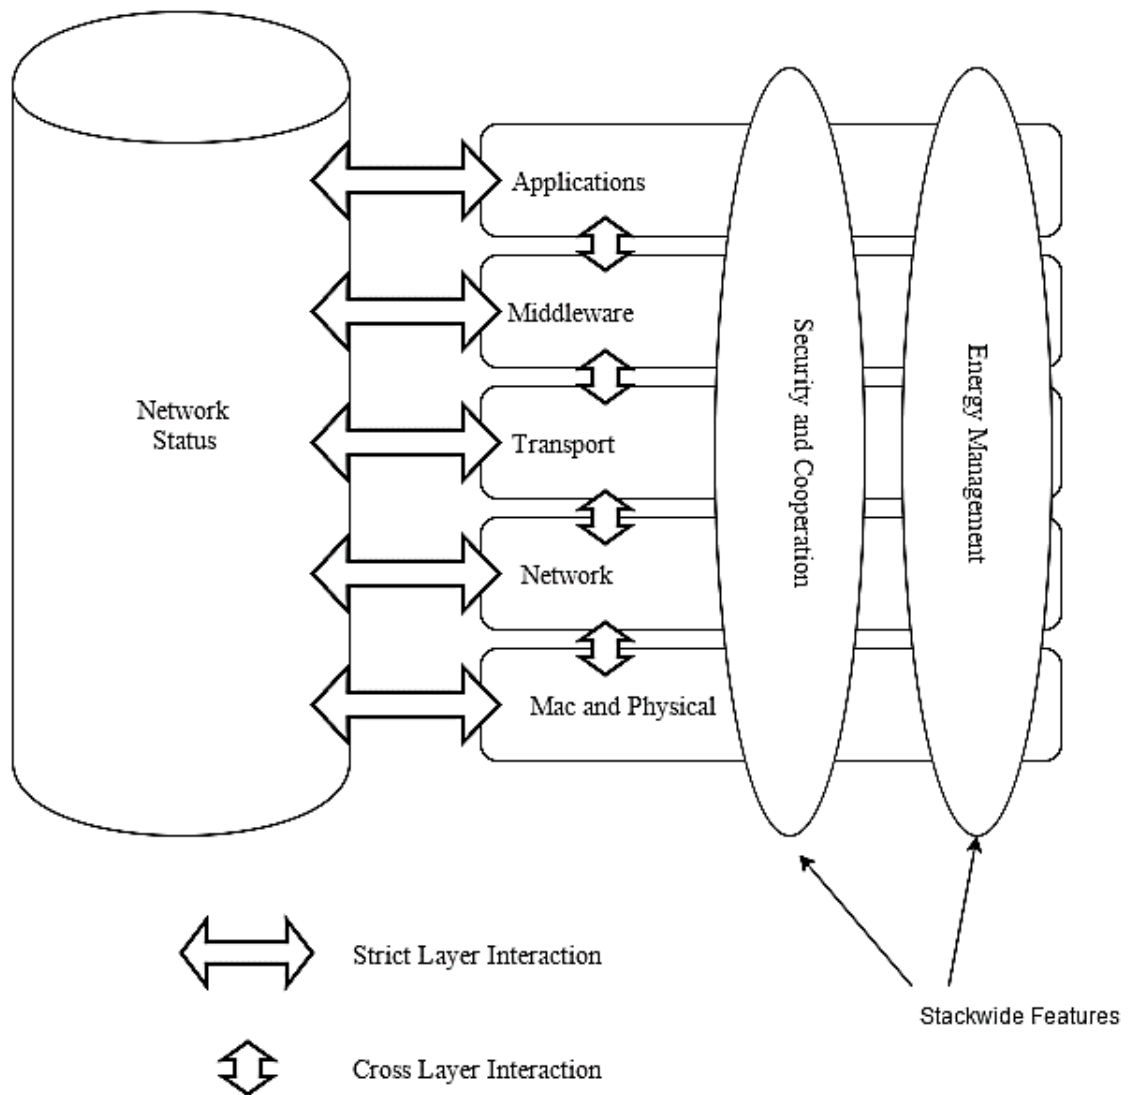 Applications
Middleware
Network
Status
Transport
Network
Mac and Physical
Security and Cooperation
Energy Management
Strict Layer Interaction
Stackwide Features
Cross Layer Interaction